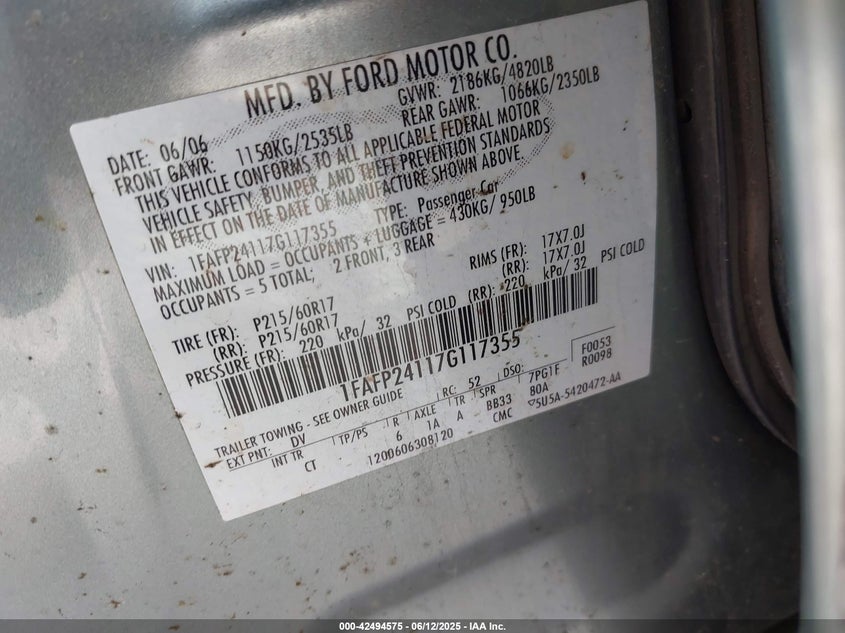 MFD. BY FORD MOTOR CO.
DATE: 06/06 GVWR: 2186KG/4820LB
FRONT GAWR: 1150KG/2535LB REAR GAWR: 1066KG/2350LB
THIS VEHICLE CONFORMS TO ALL APPLICABLE FEDERAL MOTOR
VEHICLE SAFETY, BUMPER, AND THEFT PREVENTION STANDARDS
IN EFFECT ON THE DATE OF MANUFACTURE SHOWN ABOVE.
VIN: 1FAFP24117G117355 TYPE: Passenger Car
MAXIMUM LOAD = OCCUPANTS + LUGGAGE = 430KG/ 950LB
OCCUPANTS = 5 TOTAL; 2 FRONT, 3 REAR
TIRE (FR): P215/60R17 RIMS (FR): 17X7.0J
(RR): P215/60R17 (RR): 17X7.0J
PRESSURE (FR): 220 kPa/ 32 PSI COLD (RR): 220 kPa/ 32 PSI COLD
1FAFP24117G117355
F0053
R0098
TRAILER TOWING - SEE OWNER GUIDE RC: 52 DSO:
EXT PNT: DV TP/PS R AXLE TR SPR 7PG1F
INT TR CT 6 1A A BB33 80A
1200606308120 CMC ▽5U5A-5420472-AA
000-42494575 - 06/12/2025 - IAA Inc.